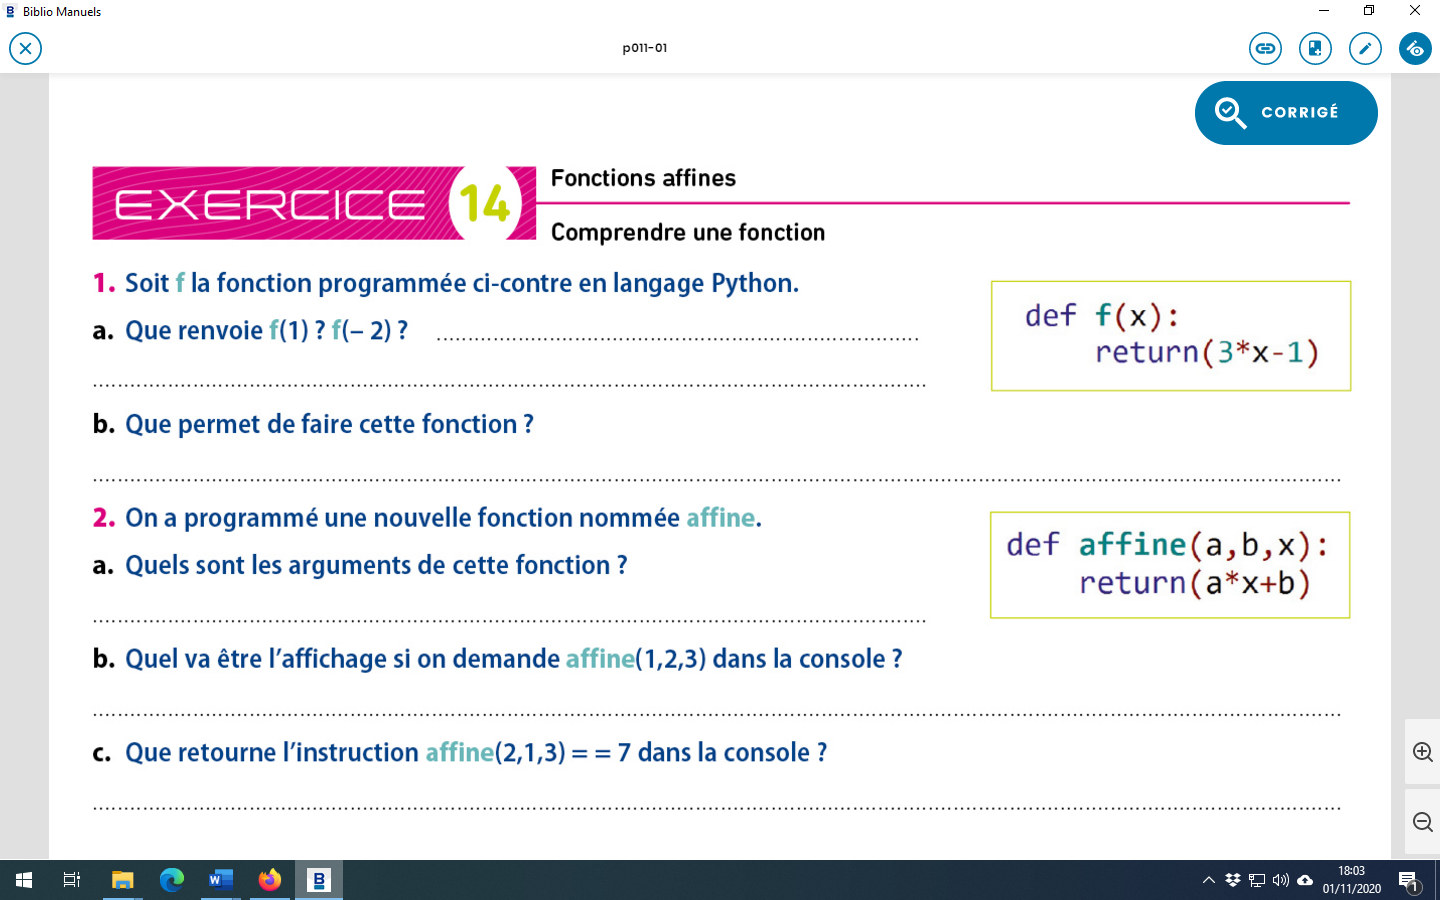 Biblio Manuels
p011-01
CORRIGÉ
EXERCICE 14
Fonctions affines
Comprendre une fonction
1. Soit f la fonction programmée ci-contre en langage Python.
a. Que renvoie f(1) ? f(– 2) ? ................................................................................
................................................................................
def f(x):
return(3*x-1)
b. Que permet de faire cette fonction ?
................................................................................
2. On a programmé une nouvelle fonction nommée affine.
a. Quels sont les arguments de cette fonction ?
................................................................................
def affine(a,b,x):
return(a*x+b)
b. Quel va être l’affichage si on demande affine(1,2,3) dans la console ?
................................................................................
c. Que retourne l’instruction affine(2,1,3) = = 7 dans la console ?
................................................................................
18:03
01/11/2020
1